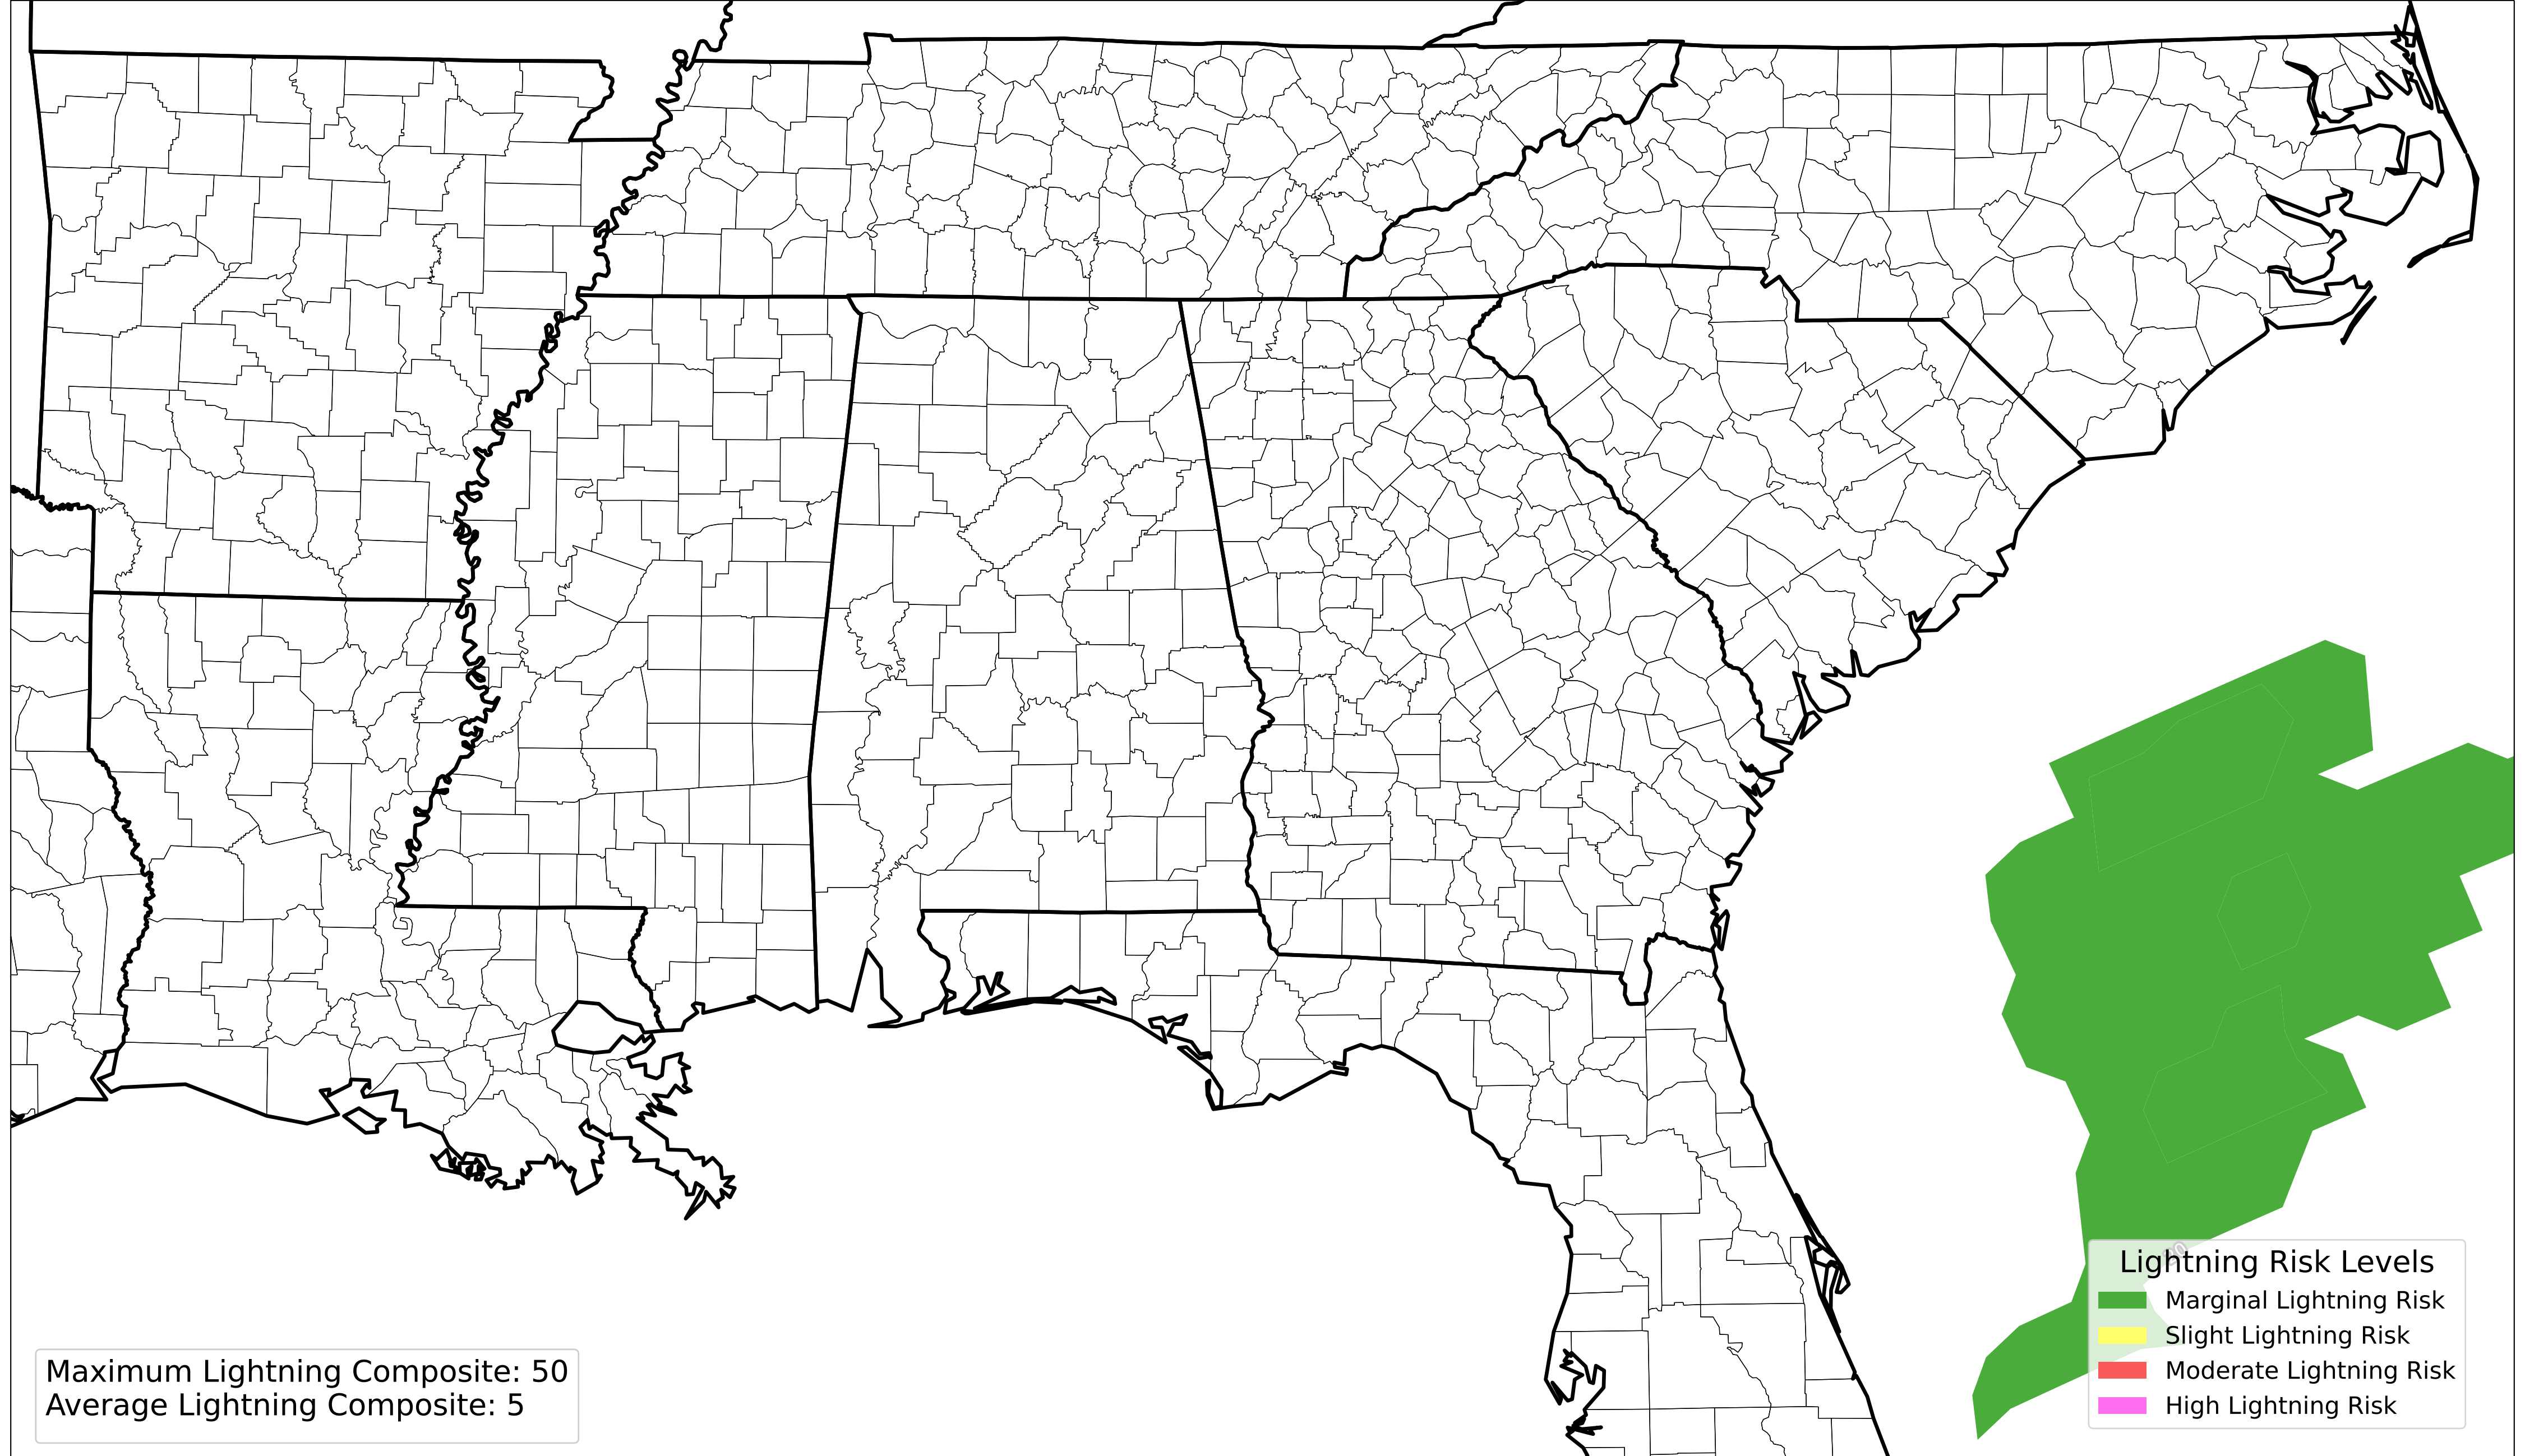 Lightning Risk Levels
Marginal Lightning Risk
Slight Lightning Risk
Moderate Lightning Risk
High Lightning Risk
Maximum Lightning Composite: 50
Average Lightning Composite: 5